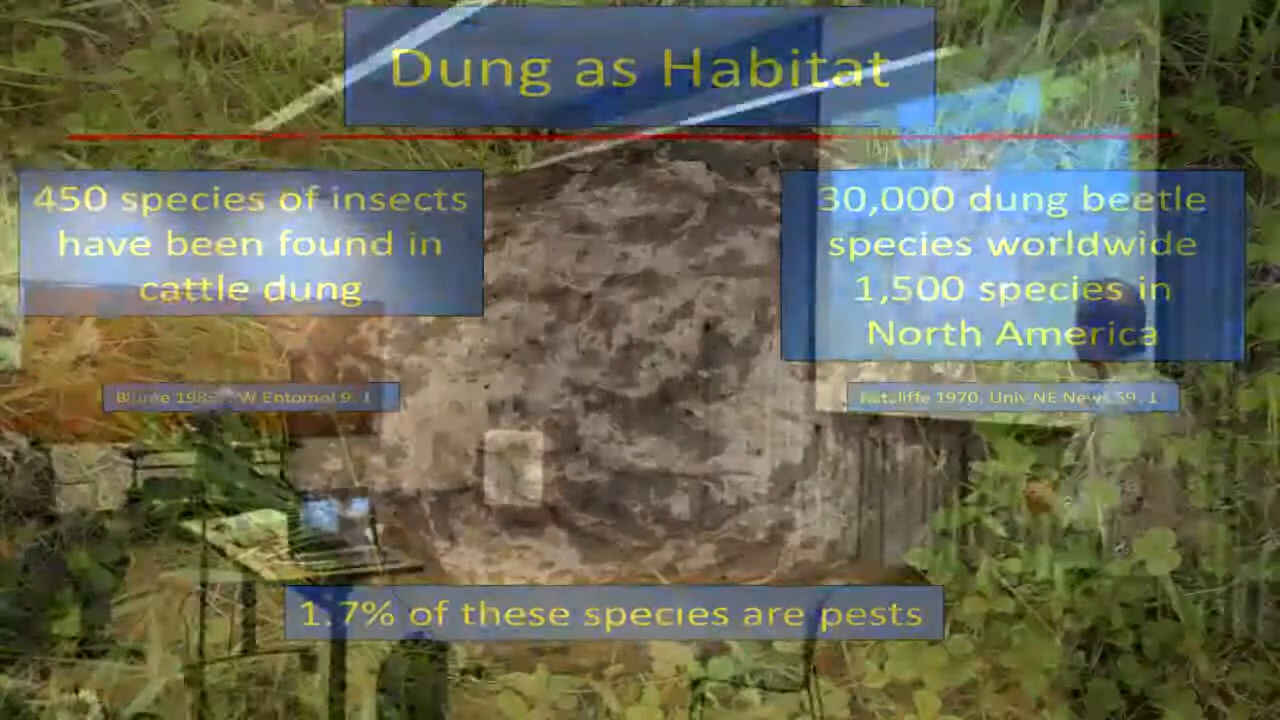 Dung as Habitat
450 species of insects
have been found in
cattle dung
30,000 dung beetle
species worldwide
1,500 species in
North America
W Entomol 9: 1
1970, Univ. NE News 59, 1
1.7% of these species are pests